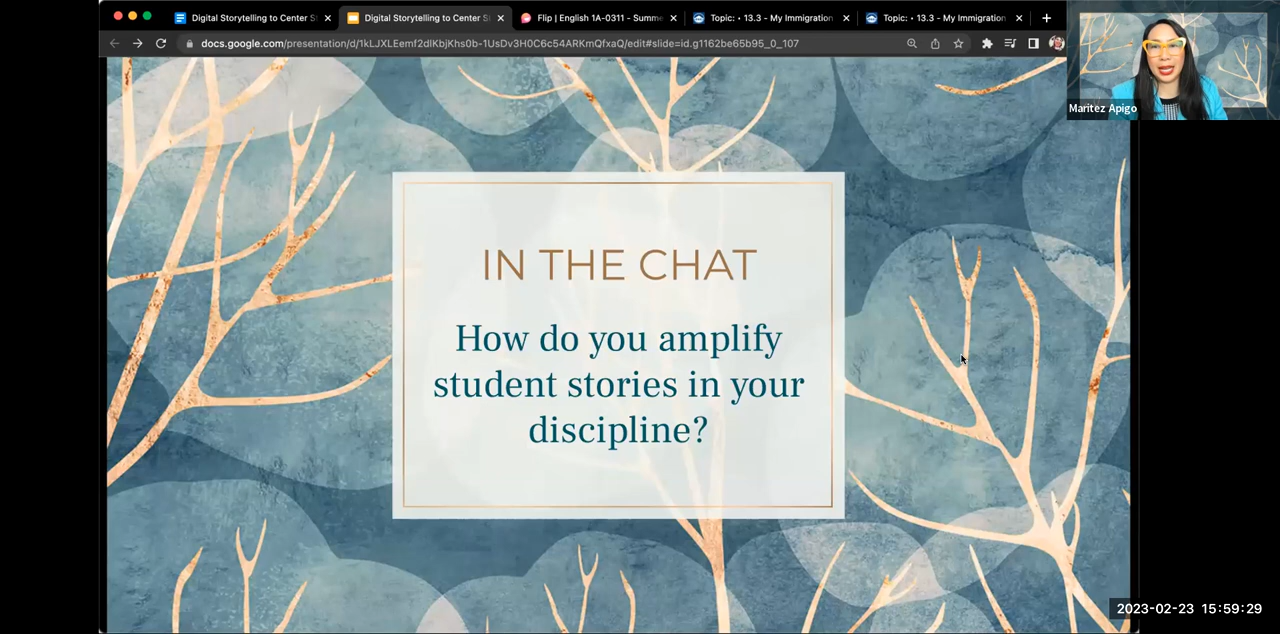 Digital Storytelling to Center S
Digital Storytelling to Center S
Flip | English 1A-0311 - Summe
Topic: • 13.3 - My Immigration
Topic: • 13.3 - My Immigration
docs.google.com/presentation/d/1kLJXLEemf2dlKbjKhs0b-1UsDv3H0C6c54ARKmQfxaQ/edit#slide=id.g1162be65b95_0_107
Maritez Apigo
IN THE CHAT
How do you amplify
student stories in your
discipline?
2023-02-23 15:59:29